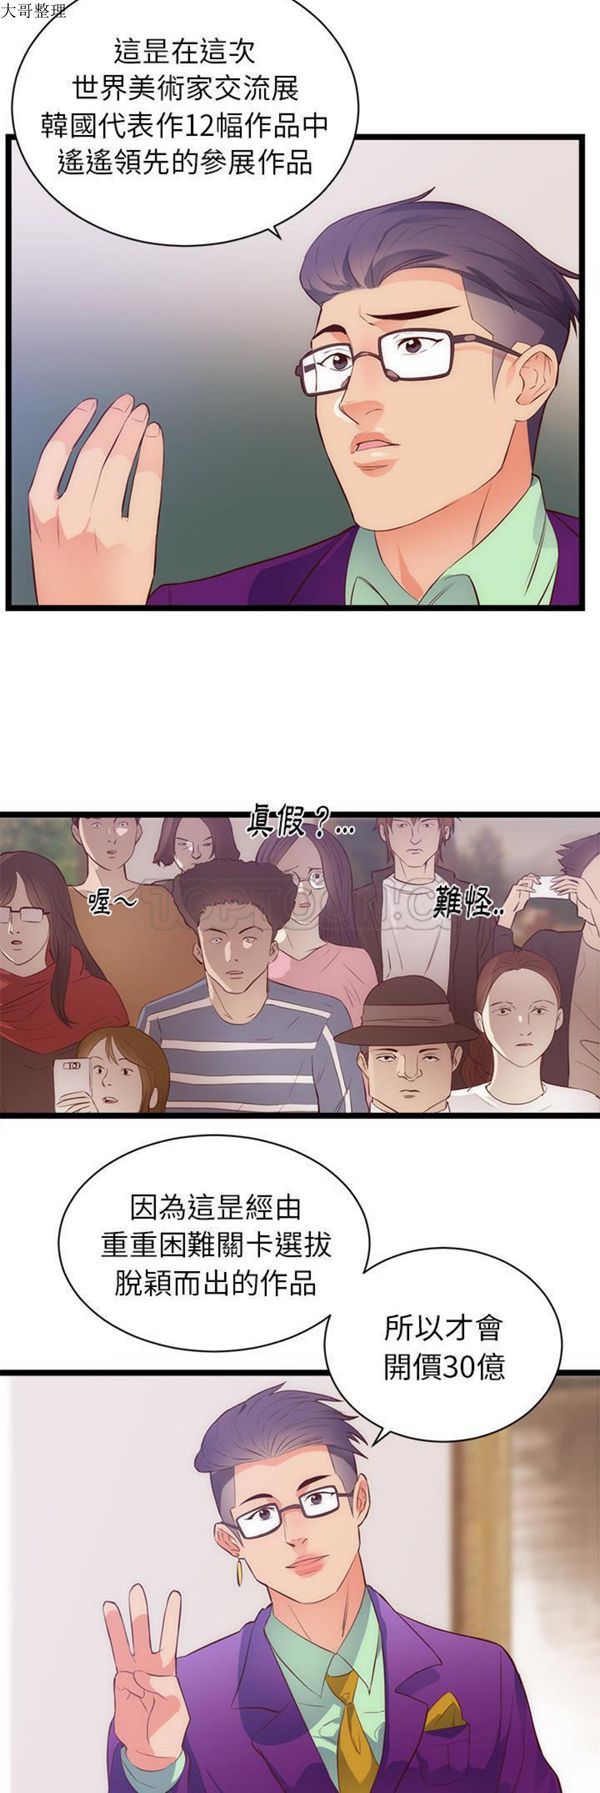 大哥整理
這是在這次
世界美術家交流展
韓國代表作12幅作品中
遙遙領先的參展作品
真假？...
喔～
難怪..
因為這是經由
重重困難關卡選拔
脫穎而出的作品
所以才會
開價30億